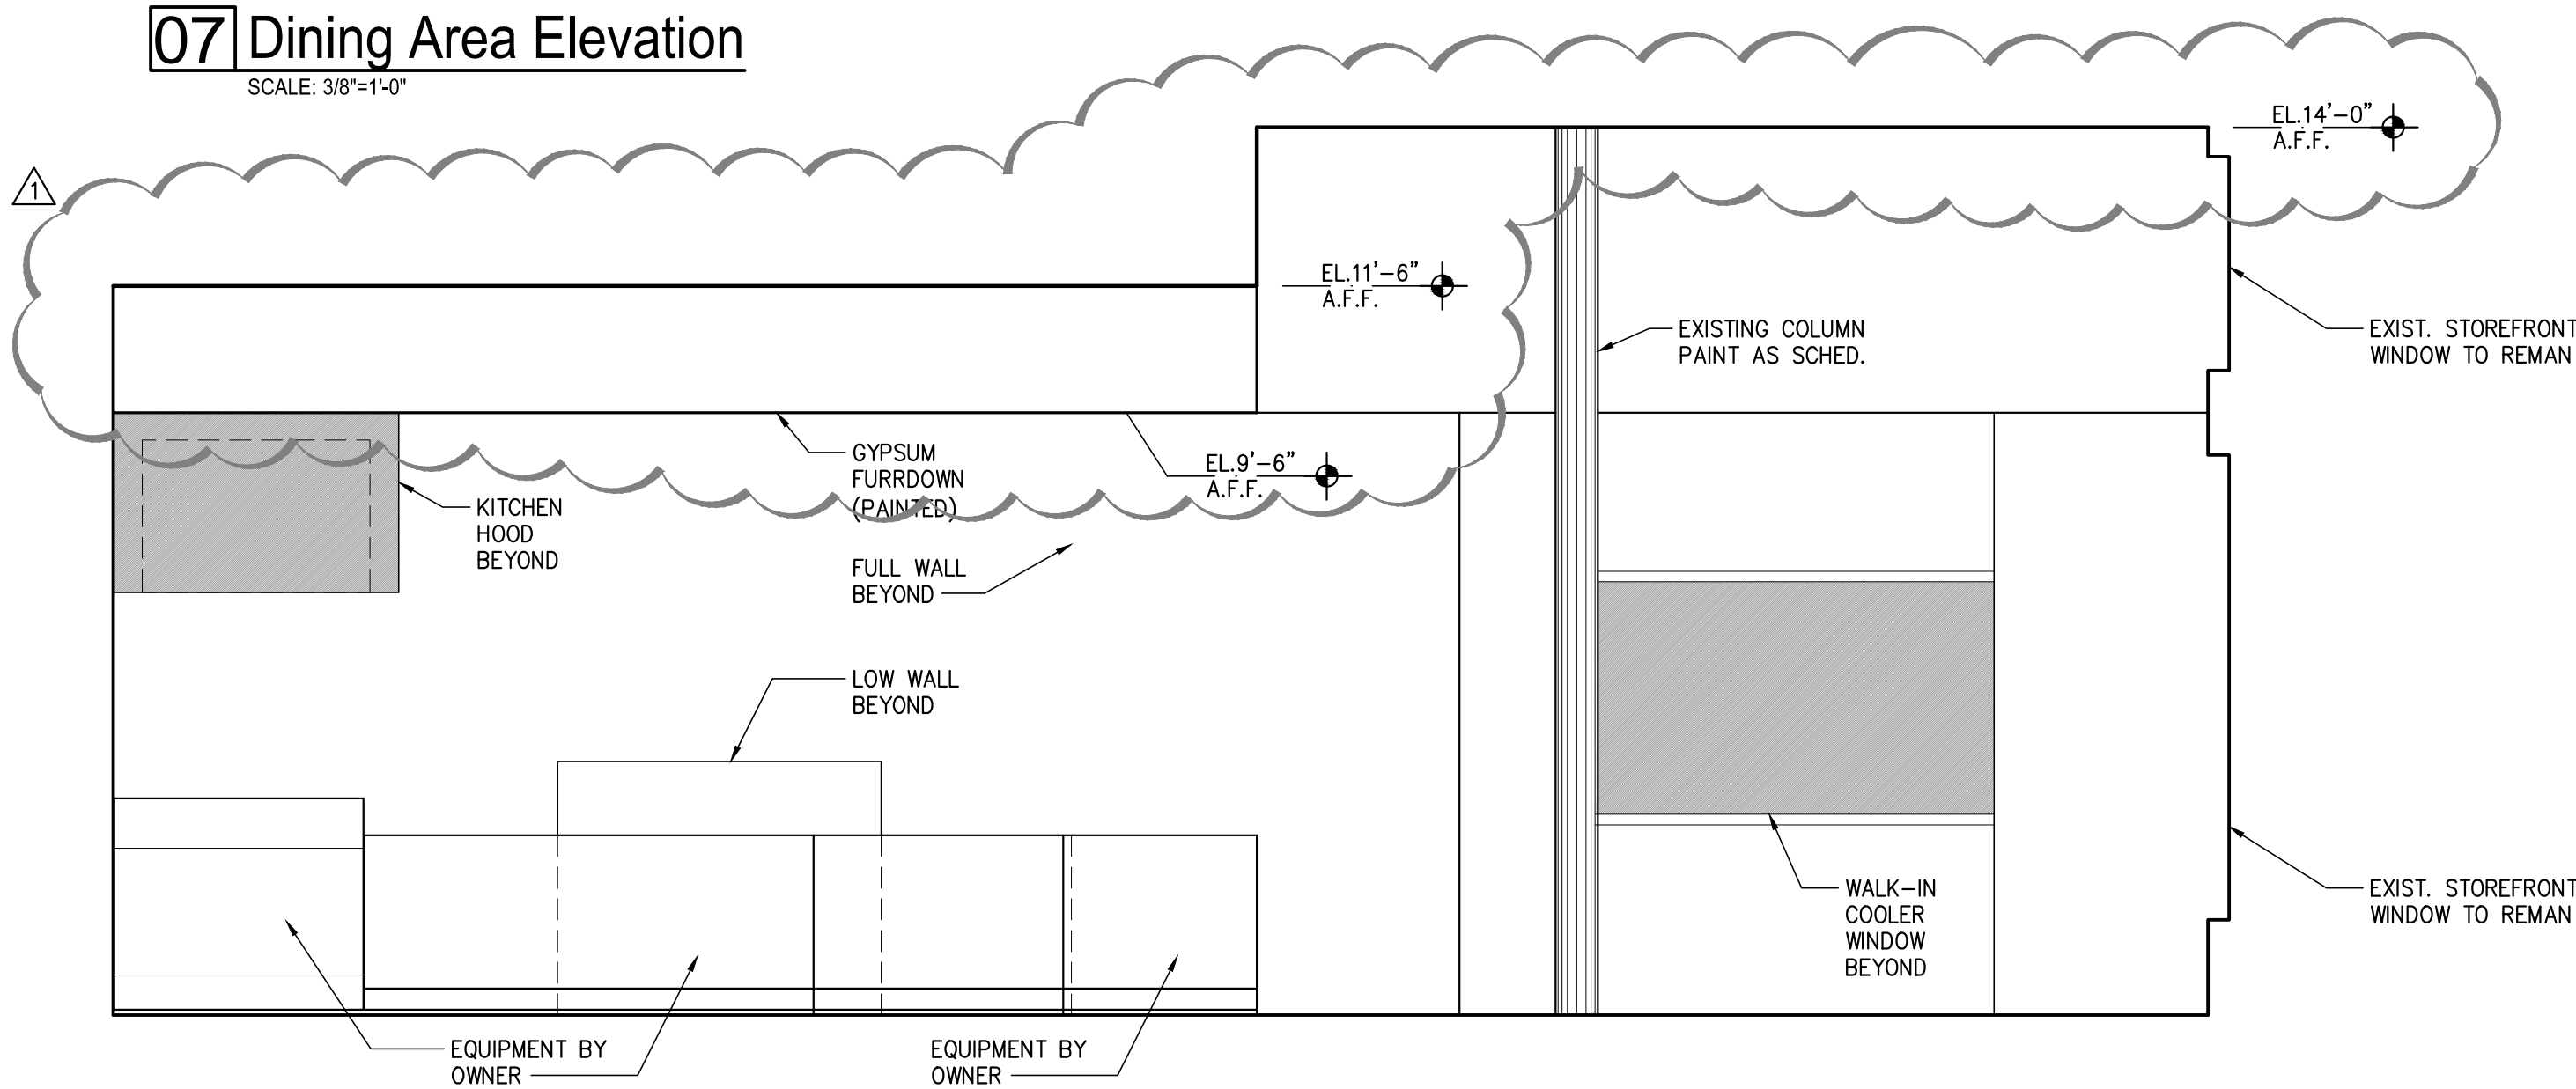 07 Dining Area Elevation
SCALE: 3/8"=1'-0"
1
EL.14'-0"
A.F.F.
EL.11'-6"
A.F.F.
EXISTING COLUMN
PAINT AS SCHED.
EXIST. STOREFRONT
WINDOW TO REMAN
GYPSUM
FURRDOWN
(PAINTED)
EL.9'-6"
A.F.F.
KITCHEN
HOOD
BEYOND
FULL WALL
BEYOND
LOW WALL
BEYOND
WALK-IN
COOLER
WINDOW
BEYOND
EXIST. STOREFRONT
WINDOW TO REMAN
EQUIPMENT BY
OWNER
EQUIPMENT BY
OWNER